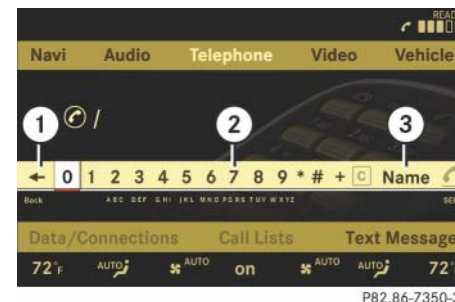 READ
Navi Audio Telephone Video Vehicle
/
1 2 3
0 1 2 3 4 5 6 7 8 9 * # + C Name
Back ABC DEF GHI JKL MNO PQRS TUV WXYZ SE
Data/Connections Call Lists Text Message
72°F AUTO AUTO on AUTO AUTO 72°
P82.86-7350-3